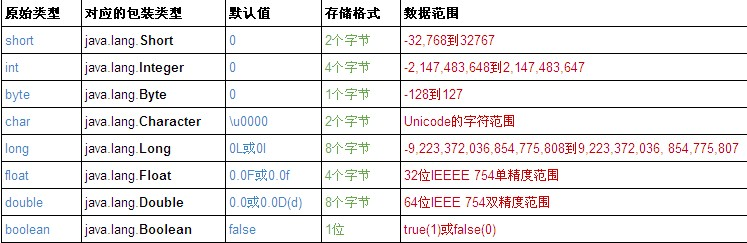 原始类型 对应的包装类型 默认值 存储格式 数据范围
short java.lang.Short 0 2个字节 -32,768到32767
int java.lang.Integer 0 4个字节 -2,147,483,648到2,147,483,647
byte java.lang.Byte 0 1个字节 -128到127
char java.lang.Character \u0000 2个字节 Unicode的字符范围
long java.lang.Long 0L或0l 8个字节 -9,223,372,036,854,775,808到9,223,372,036, 854,775,807
float java.lang.Float 0.0F或0.0f 4个字节 32位IEEEE 754单精度范围
double java.lang.Double 0.0或0.0D(d) 8个字节 64位IEEE 754双精度范围
boolean java.lang.Boolean false 1位 true(1)或false(0)